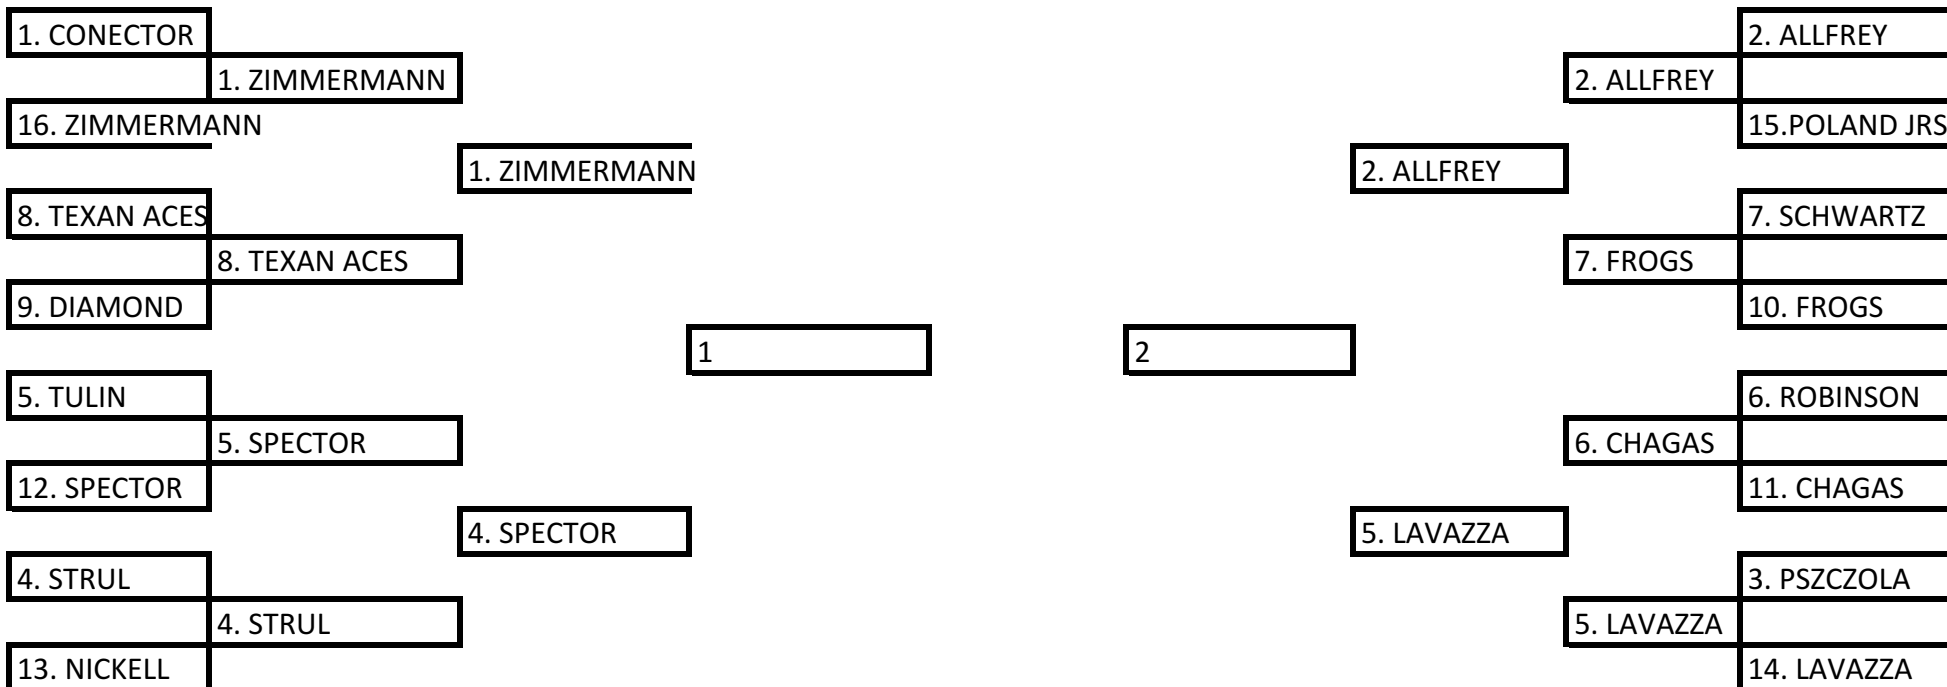 1. CONECTOR
2. ALLFREY
1. ZIMMERMANN
2. ALLFREY
16. ZIMMERMANN
15.POLAND JRS
1. ZIMMERMANN
2. ALLFREY
8. TEXAN ACES
7. SCHWARTZ
8. TEXAN ACES
7. FROGS
9. DIAMOND
10. FROGS
1
2
5. TULIN
6. ROBINSON
5. SPECTOR
6. CHAGAS
12. SPECTOR
11. CHAGAS
4. SPECTOR
5. LAVAZZA
4. STRUL
3. PSZCZOLA
4. STRUL
5. LAVAZZA
13. NICKELL
14. LAVAZZA